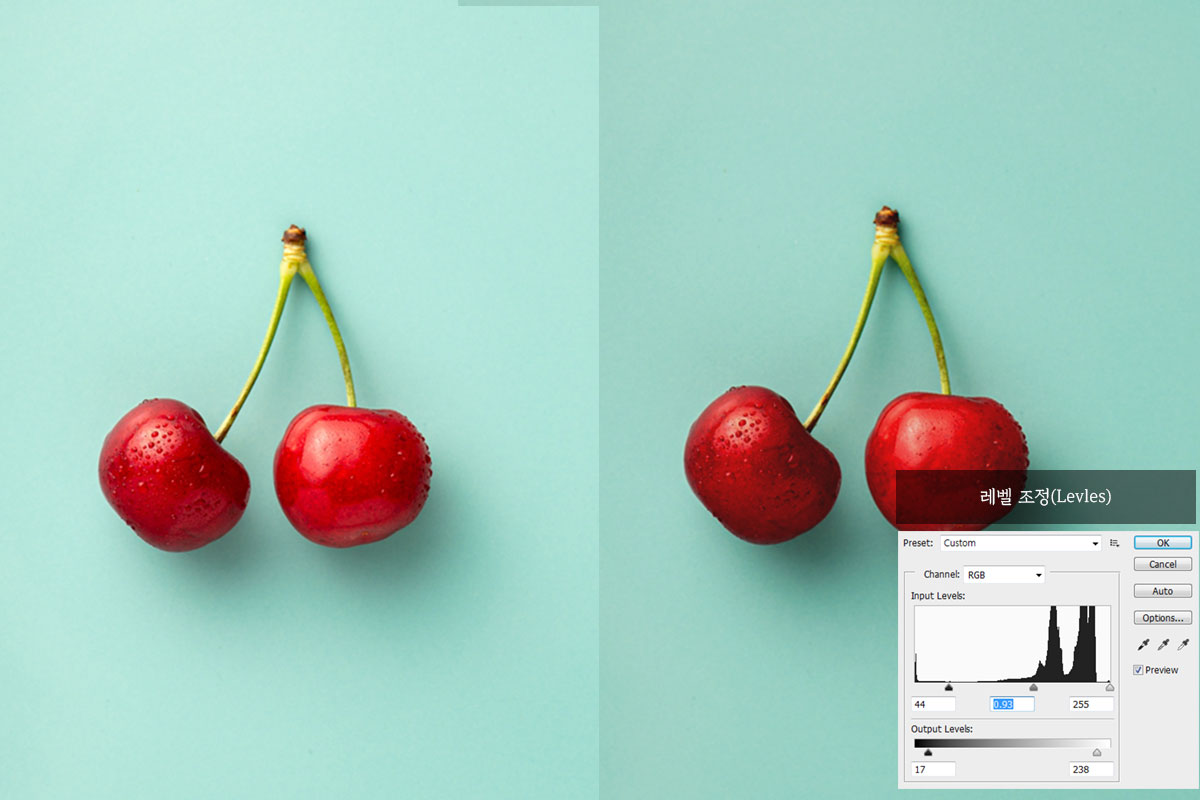 레벨 조정(Levles)
Preset: Custom
OK
Cancel
Channel: RGB
Auto
Input Levels:
Options...
Preview
44 0.93 255
Output Levels:
17 238